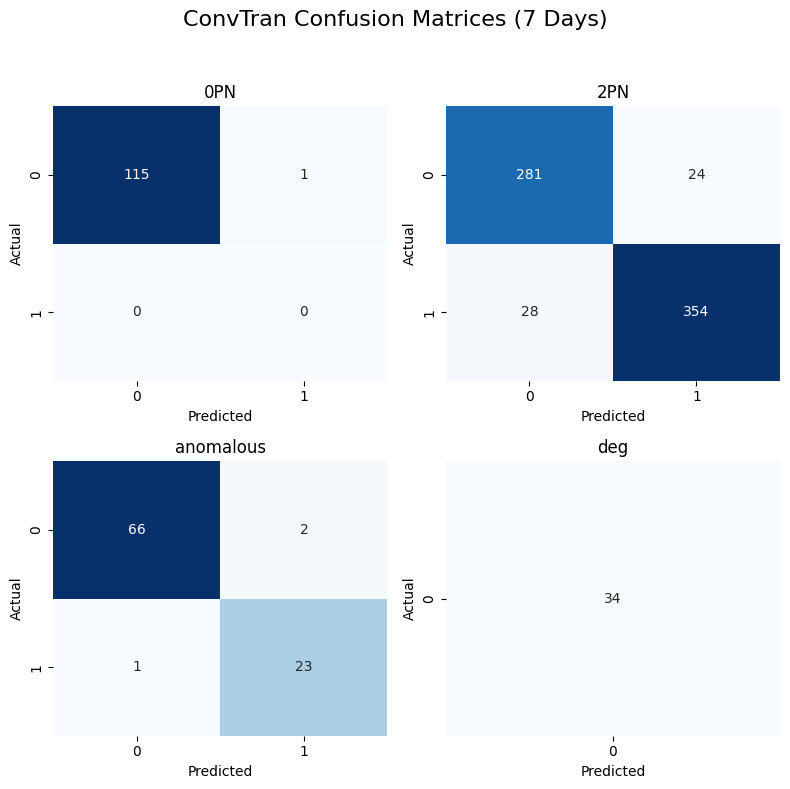 ConvTran Confusion Matrices (7 Days)
0PN
0
115
1
Actual
1
0
0
0
1
Predicted
2PN
0
281
24
Actual
1
28
354
0
1
Predicted
anomalous
0
66
2
Actual
1
1
23
0
1
Predicted
deg
Actual
0
34
0
Predicted